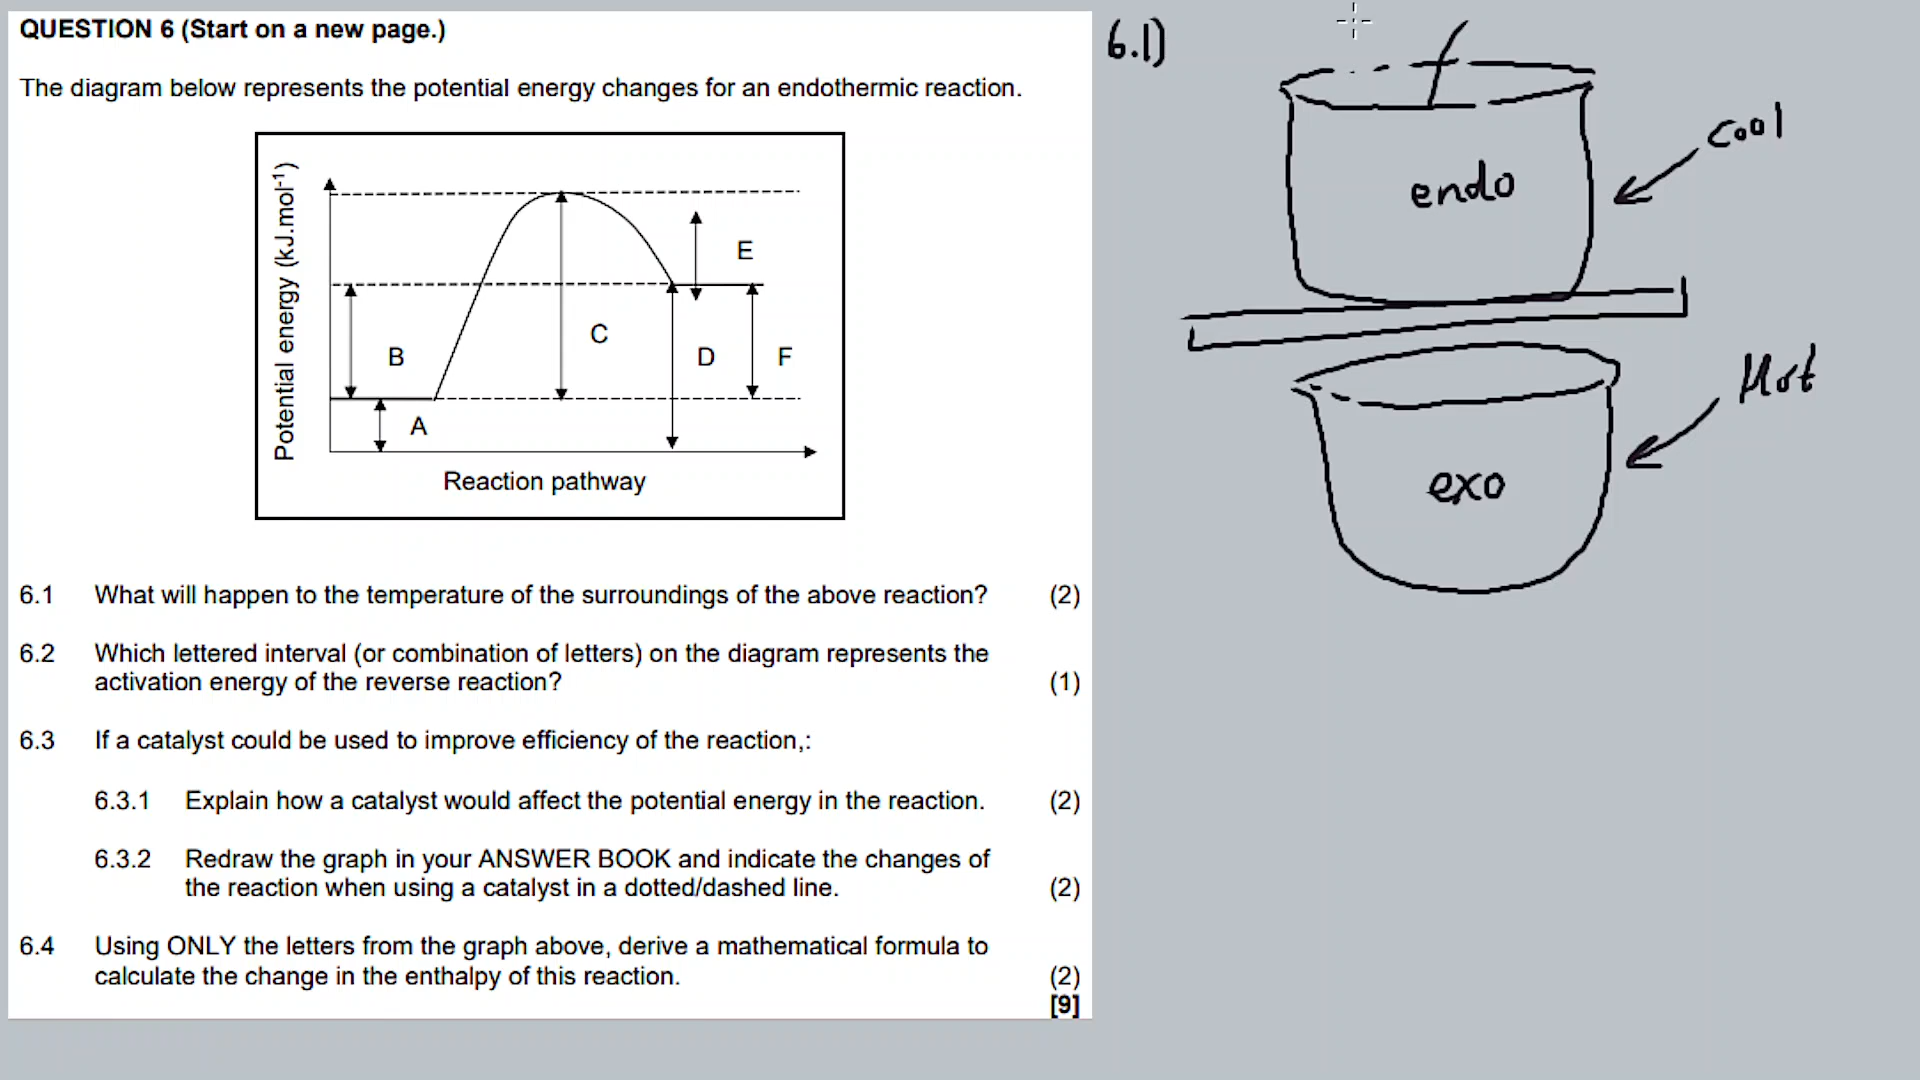 QUESTION 6 (Start on a new page.)
The diagram below represents the potential energy changes for an endothermic reaction.
Potential energy (kJ.mol⁻¹)
E
C
B
D
F
A
Reaction pathway
6.1 What will happen to the temperature of the surroundings of the above reaction? (2)
6.2 Which lettered interval (or combination of letters) on the diagram represents the
activation energy of the reverse reaction? (1)
6.3 If a catalyst could be used to improve efficiency of the reaction,:
6.3.1 Explain how a catalyst would affect the potential energy in the reaction. (2)
6.3.2 Redraw the graph in your ANSWER BOOK and indicate the changes of
the reaction when using a catalyst in a dotted/dashed line. (2)
6.4 Using ONLY the letters from the graph above, derive a mathematical formula to
calculate the change in the enthalpy of this reaction. (2)
[9]
6.1)
cool
endo
Hot
exo